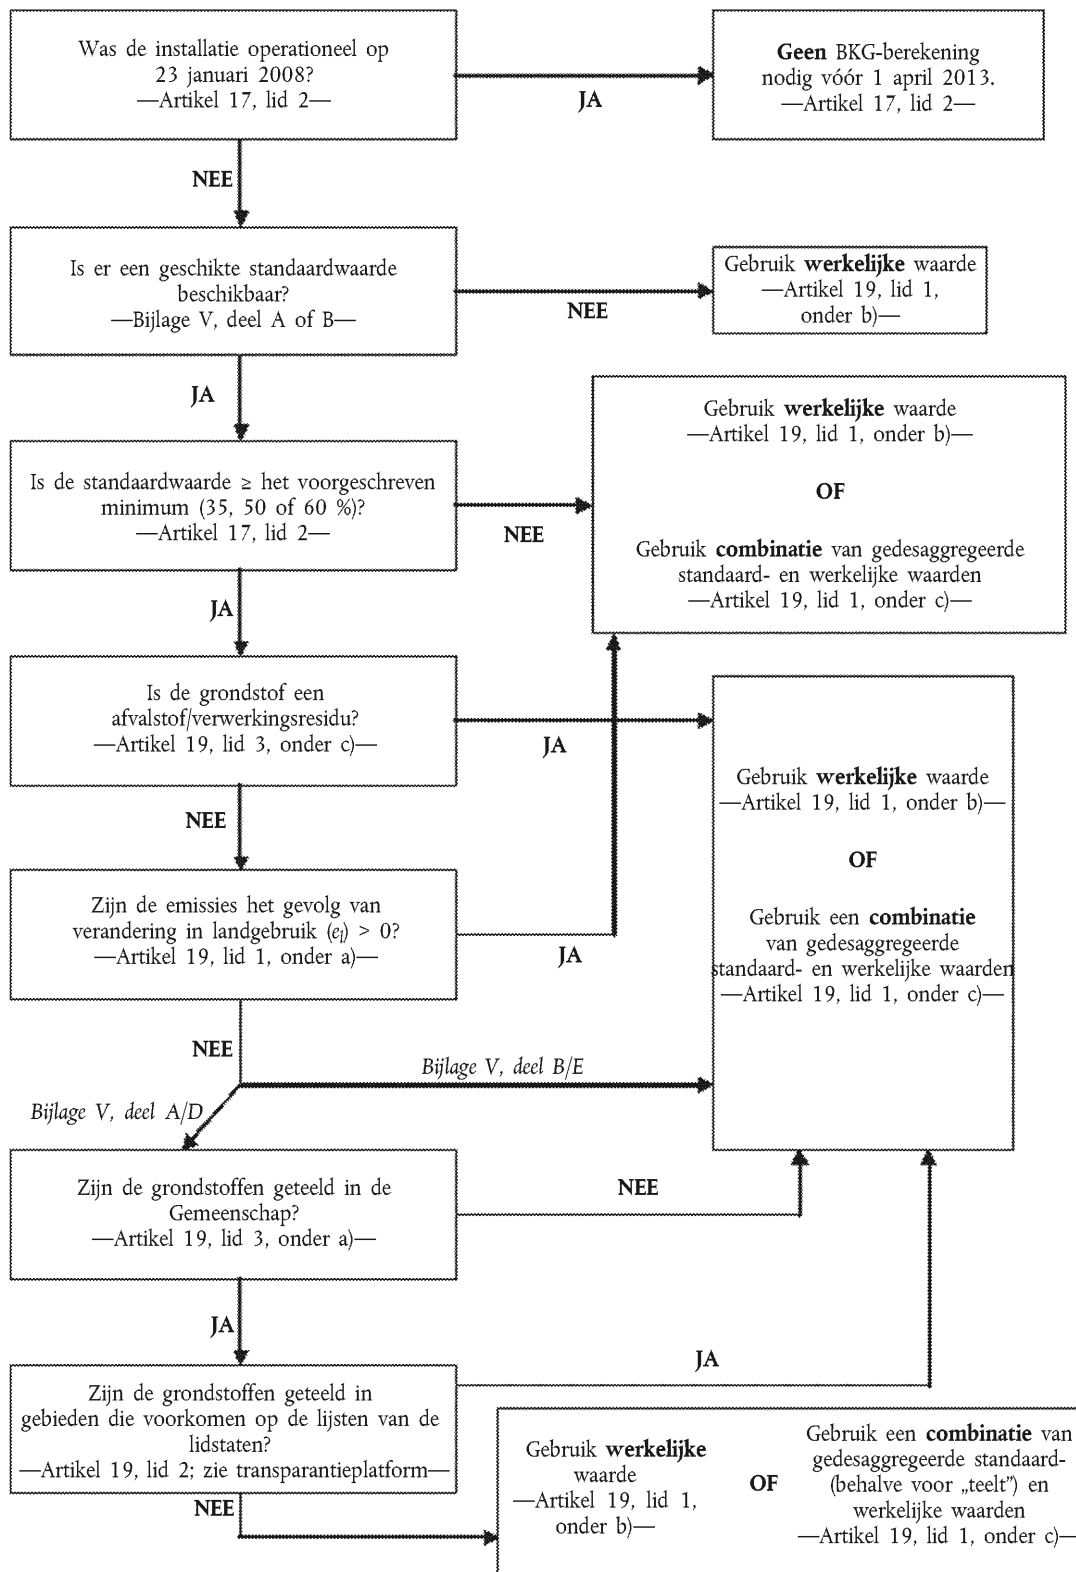 Was de installatie operationeel op
23 januari 2008?
—Artikel 17, lid 2—
JA
Geen BKG-berekening
nodig vóór 1 april 2013.
—Artikel 17, lid 2—
NEE
Is er een geschikte standaardwaarde
beschikbaar?
—Bijlage V, deel A of B—
NEE
Gebruik werkelijke waarde
—Artikel 19, lid 1,
onder b)—
JA
Is de standaardwaarde ≥ het voorgeschreven
minimum (35, 50 of 60 %)?
—Artikel 17, lid 2—
NEE
Gebruik werkelijke waarde
—Artikel 19, lid 1, onder b)—
OF
Gebruik combinatie van gedesaggregeerde
standaard- en werkelijke waarden
—Artikel 19, lid 1, onder c)—
JA
Is de grondstof een
afvalstof/verwerkingsresidu?
—Artikel 19, lid 3, onder c)—
JA
Gebruik werkelijke waarde
—Artikel 19, lid 1, onder b)—
OF
Gebruik een combinatie
van gedesaggregeerde
standaard- en werkelijke waarden
—Artikel 19, lid 1, onder c)—
NEE
Zijn de emissies het gevolg van
verandering in landgebruik (el) > 0?
—Artikel 19, lid 1, onder a)—
JA
NEE
Bijlage V, deel B/E
Bijlage V, deel A/D
Zijn de grondstoffen geteeld in de
Gemeenschap?
—Artikel 19, lid 3, onder a)—
NEE
JA
Zijn de grondstoffen geteeld in
gebieden die voorkomen op de lijsten van de
lidstaten?
—Artikel 19, lid 2; zie transparantieplatform—
JA
NEE
Gebruik werkelijke
waarde
—Artikel 19, lid 1,
onder b)—
OF
Gebruik een combinatie van
gedesaggregeerde standaard-
(behalve voor „teelt”) en
werkelijke waarden
—Artikel 19, lid 1, onder c)—